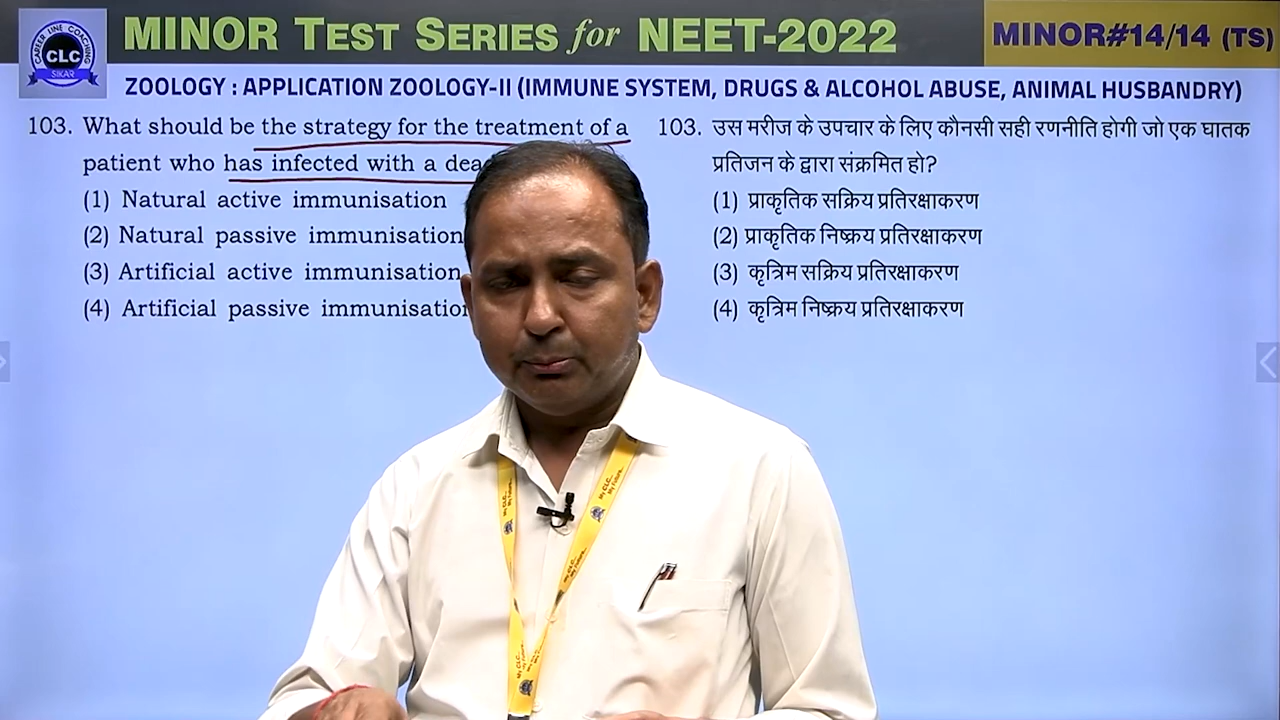 CAREER LINE COACHING
CLC
SIKAR
MINOR TEST SERIES for NEET-2022
MINOR#14/14 (TS)
ZOOLOGY : APPLICATION ZOOLOGY-II (IMMUNE SYSTEM, DRUGS & ALCOHOL ABUSE, ANIMAL HUSBANDRY)
103. What should be the strategy for the treatment of a
patient who has infected with a
(1) Natural active immunisation
(2) Natural passive immunisation
(3) Artificial active immunisation
(4) Artificial passive immunisation
103. उस मरीज के उपचार के लिए कौनसी सही रणनीति होगी जो एक घातक
प्रतिजन के द्वारा संक्रमित हो?
(1) प्राकृतिक सक्रिय प्रतिरक्षाकरण
(2) प्राकृतिक निष्क्रय प्रतिरक्षाकरण
(3) कृत्रिम सक्रिय प्रतिरक्षाकरण
(4) कृत्रिम निष्क्रय प्रतिरक्षाकरण
My CLC...
My Future...